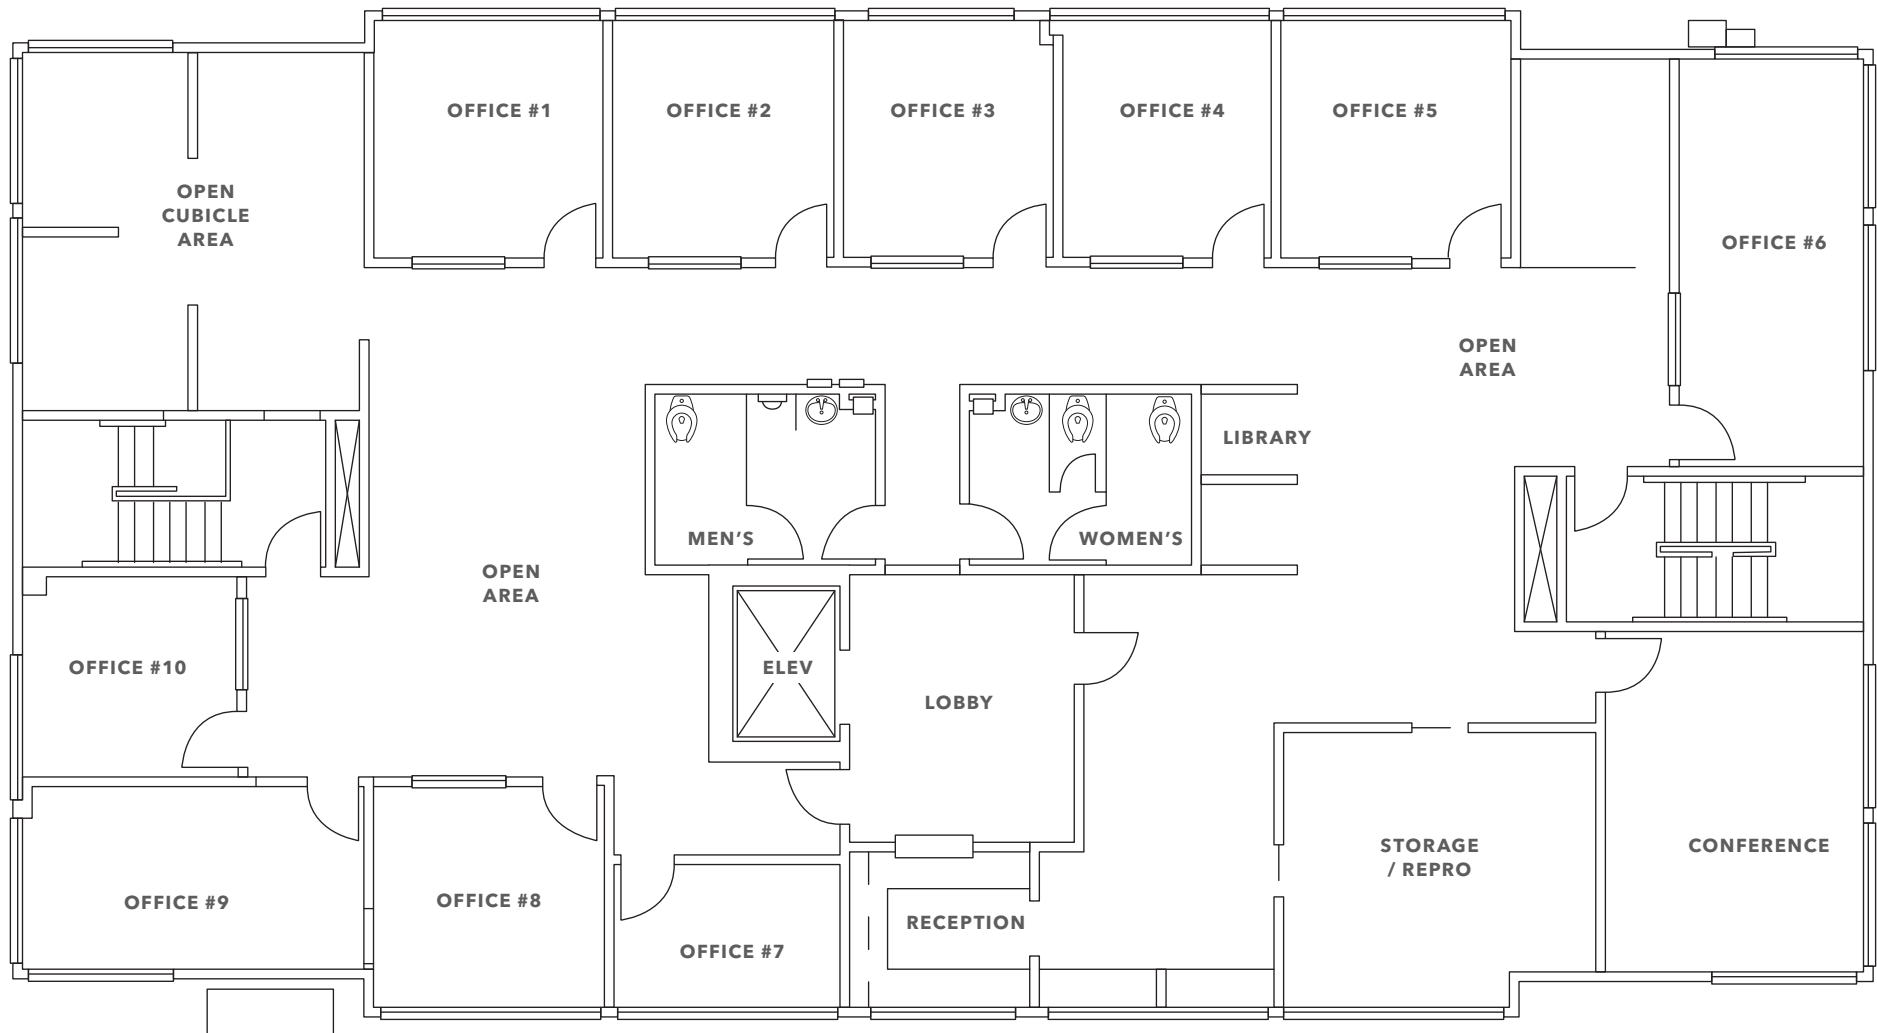 OFFICE #1
OFFICE #2
OFFICE #3
OFFICE #4
OFFICE #5
OPEN
CUBICLE
AREA
OFFICE #6
OPEN
AREA
LIBRARY
MEN'S
WOMEN'S
OPEN
AREA
OFFICE #10
ELEV
LOBBY
STORAGE
/ REPRO
CONFERENCE
OFFICE #9
OFFICE #8
RECEPTION
OFFICE #7